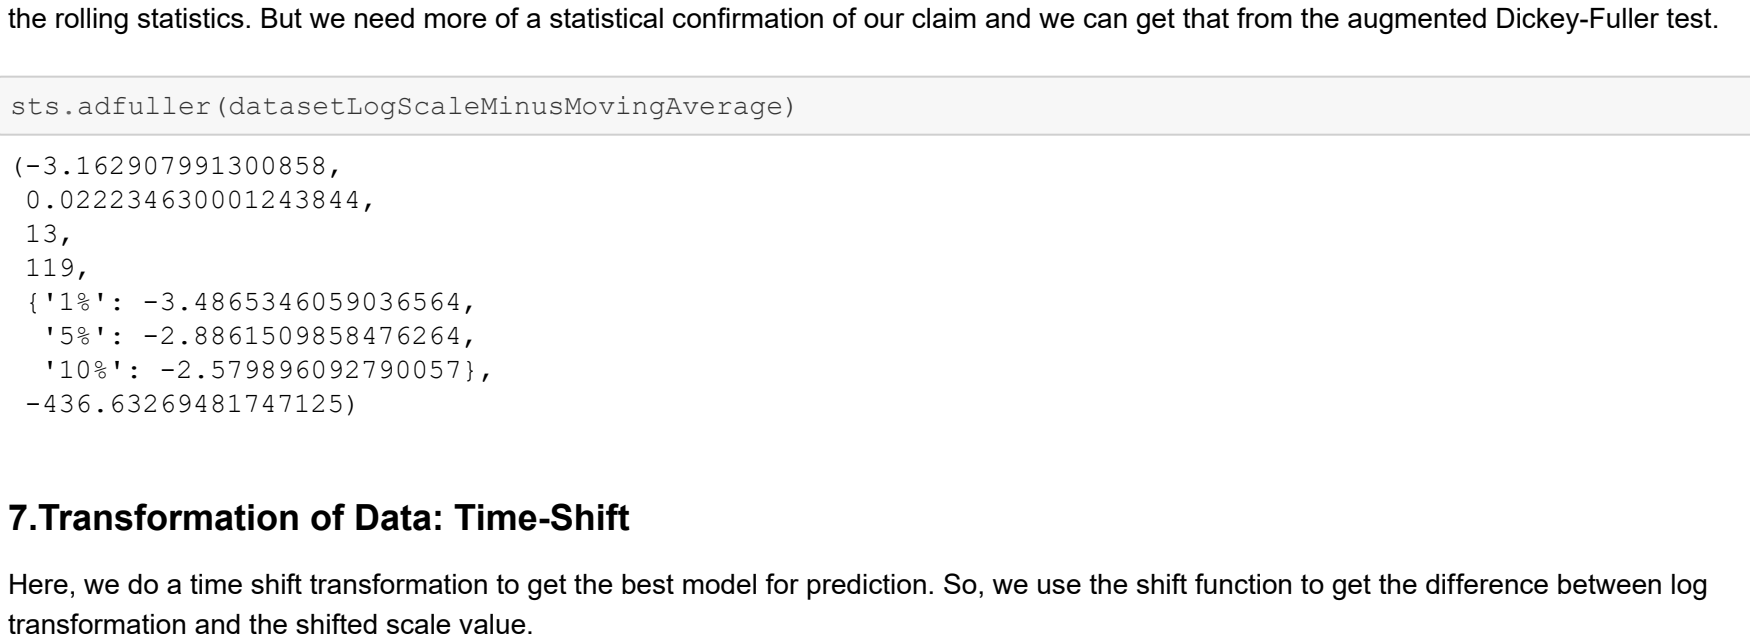 the rolling statistics. But we need more of a statistical confirmation of our claim and we can get that from the augmented Dickey-Fuller test.
sts.adfuller(datasetLogScaleMinusMovingAverage)
(-3.162907991300858,
 0.022234630001243844,
 13,
 119,
 {'1%': -3.4865346059036564,
  '5%': -2.8861509858476264,
  '10%': -2.579896092790057},
 -436.63269481747125)
7.Transformation of Data: Time-Shift
Here, we do a time shift transformation to get the best model for prediction. So, we use the shift function to get the difference between log
transformation and the shifted scale value.